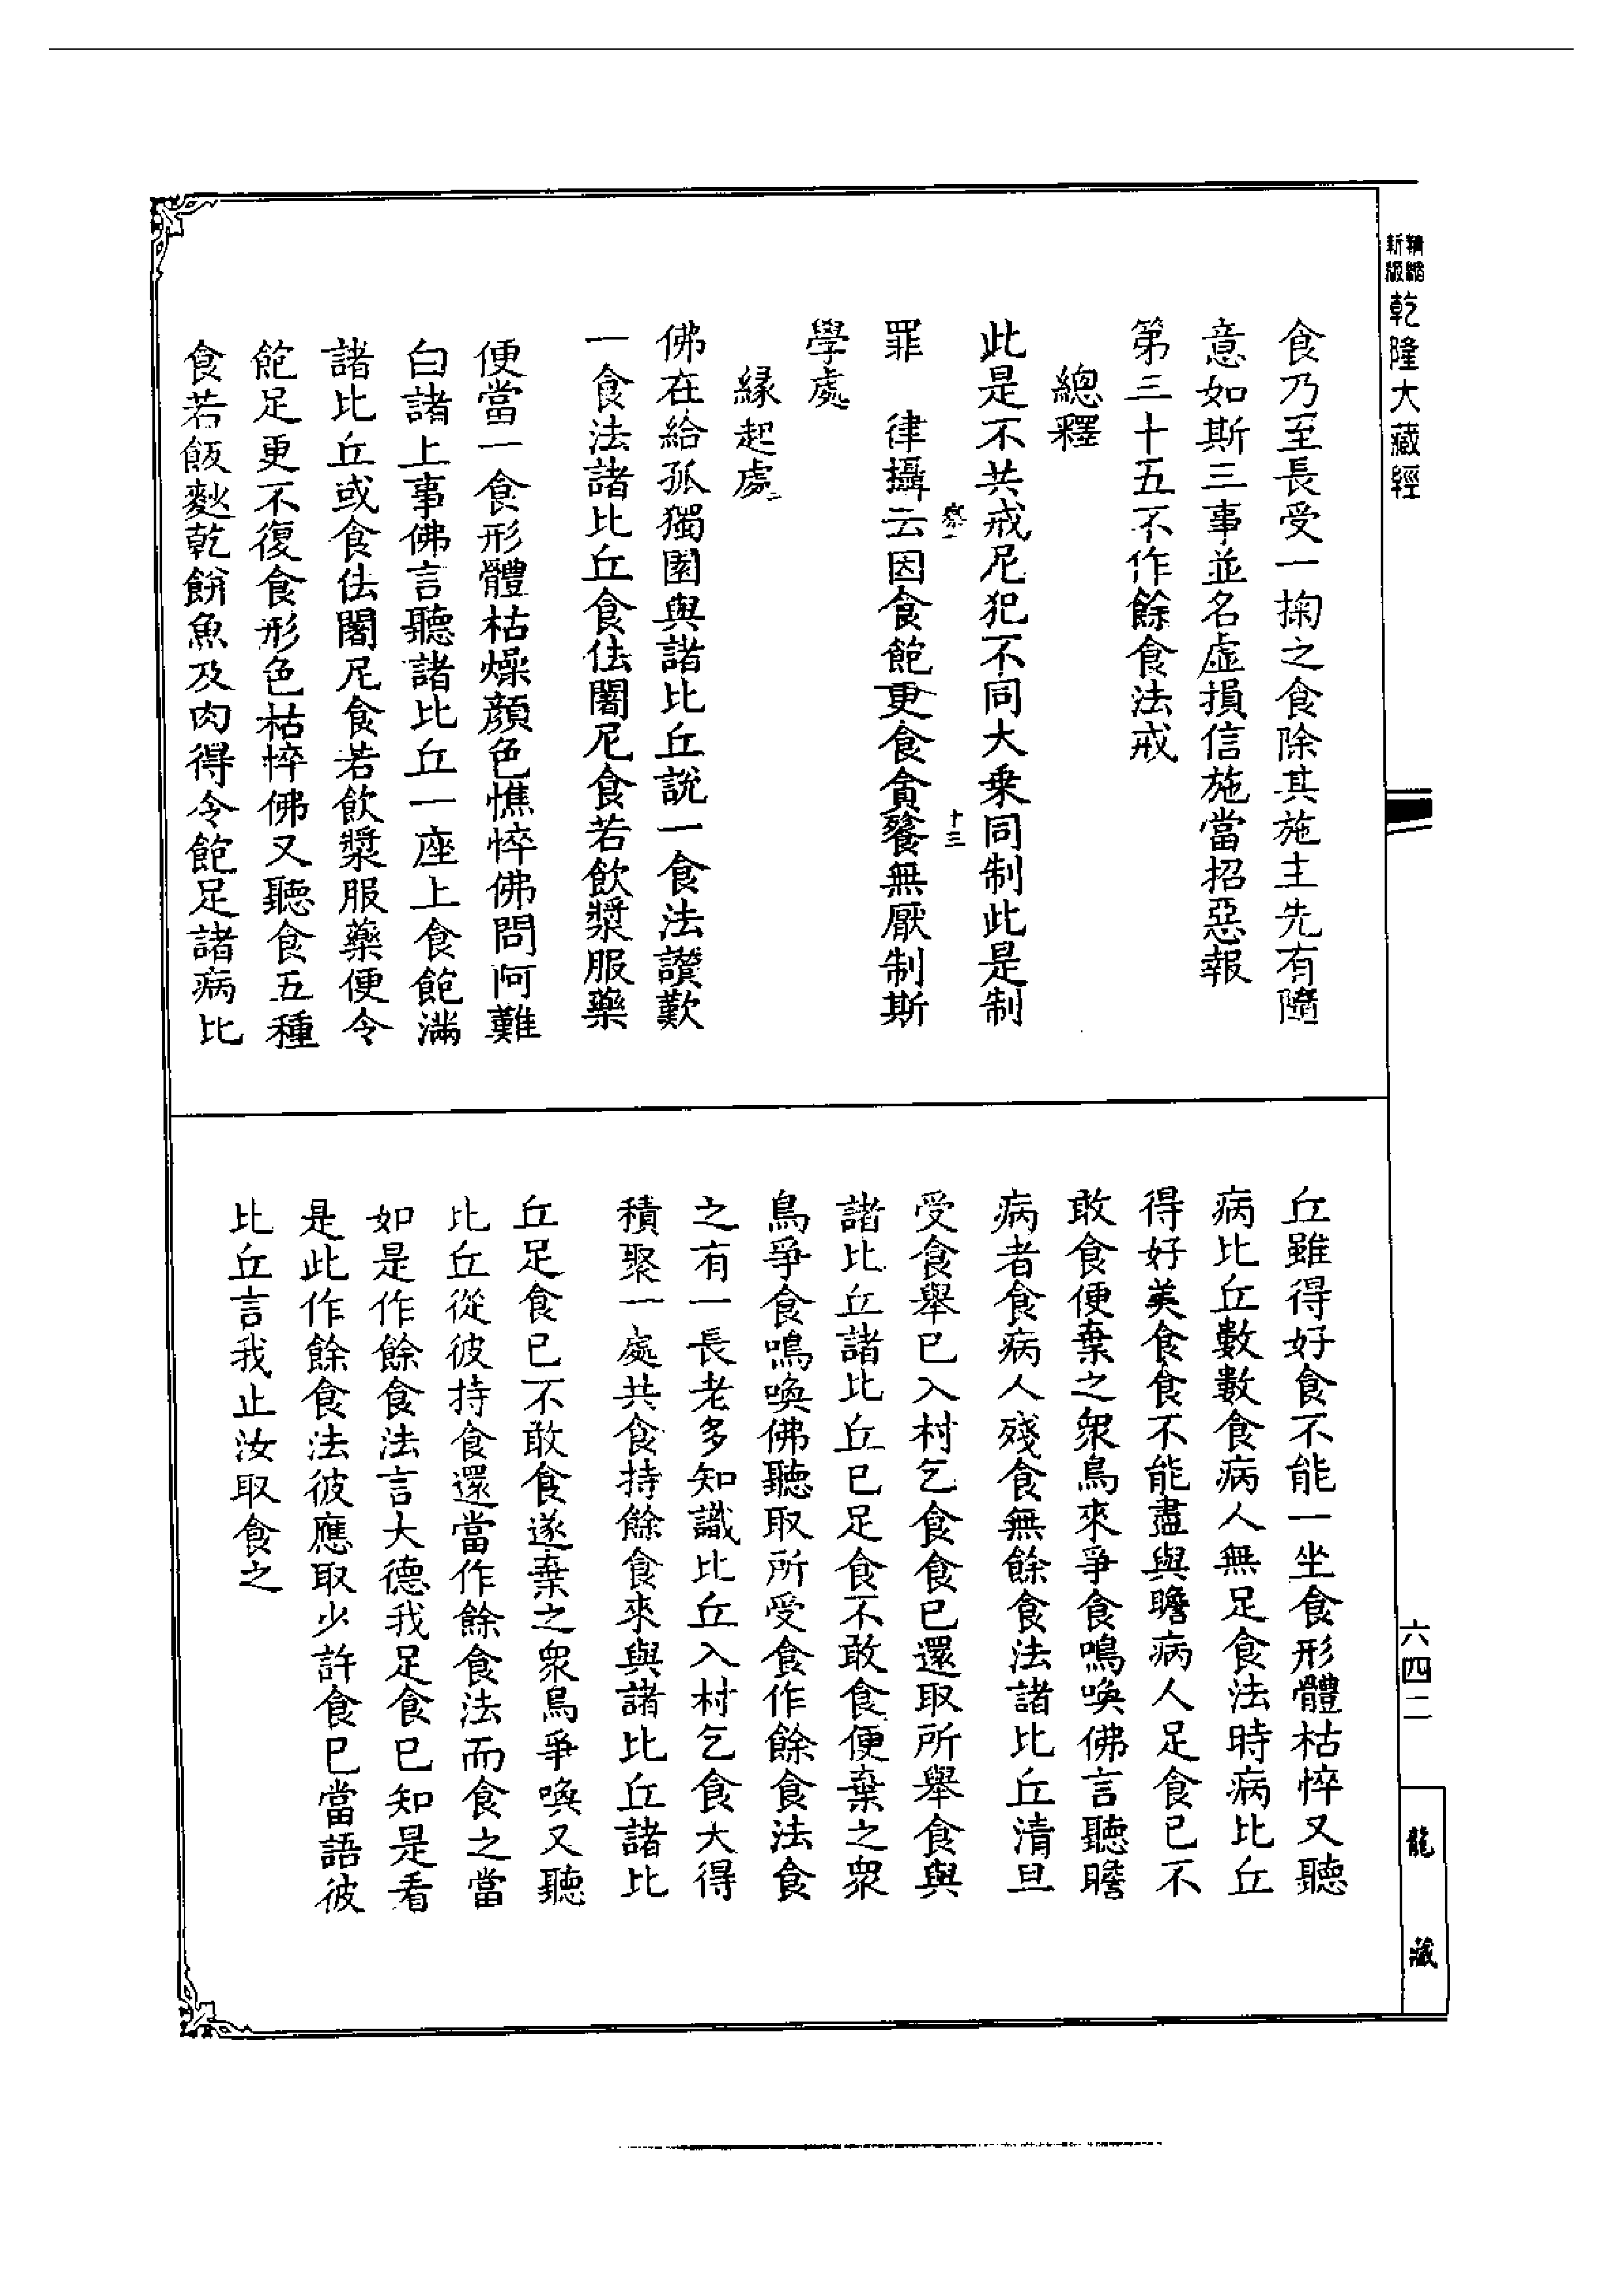 精縮新版乾隆大藏經
六四二
龍藏
食乃至長受一掬之食除其施主先有隨
意如斯三事並名虛損信施當招惡報
第三十五不作餘食法戒
總釋
此是不共戒尼犯不同大乗同制此是制
罪　律攝云因食飽更食貪餮無厭制斯
十三
學處
緣起處
佛在給孤獨園與諸比丘說一食法讚歎
一食法諸比丘食佉闍尼食若飲漿服藥
便當一食形體枯燥顏色憔悴佛問阿難
白諸上事佛言聽諸比丘一座上食飽滿
諸比丘或食佉闍尼食若飲漿服藥便令
飽足更不復食形色枯悴佛又聽食五種
食若飯麨乾餅魚及肉得令飽足諸病比
丘雖得好食不能一坐食形體枯悴又聽
病比丘數數食病人無足食法時病比丘
得好美食食不能盡與瞻病人足食已不
敢食便棄之衆鳥來爭食鳴喚佛言聽瞻
病者食病人殘食無餘食法諸比丘清旦
受食舉已入村乞食食已還取所舉食與
諸比丘諸比丘已足食不敢食便棄之衆
鳥爭食鳴喚佛聽取所受食作餘食法食
之有一長老多知識比丘入村乞食大得
積聚一處共食持餘食來與諸比丘諸比
丘足食已不敢食遂棄之衆鳥爭喚又聽
比丘從彼持食還當作餘食法而食之當
如是作餘食法言大德我足食已知是看
是此作餘食法彼應取少許食已當語彼
比丘言我止汝取食之